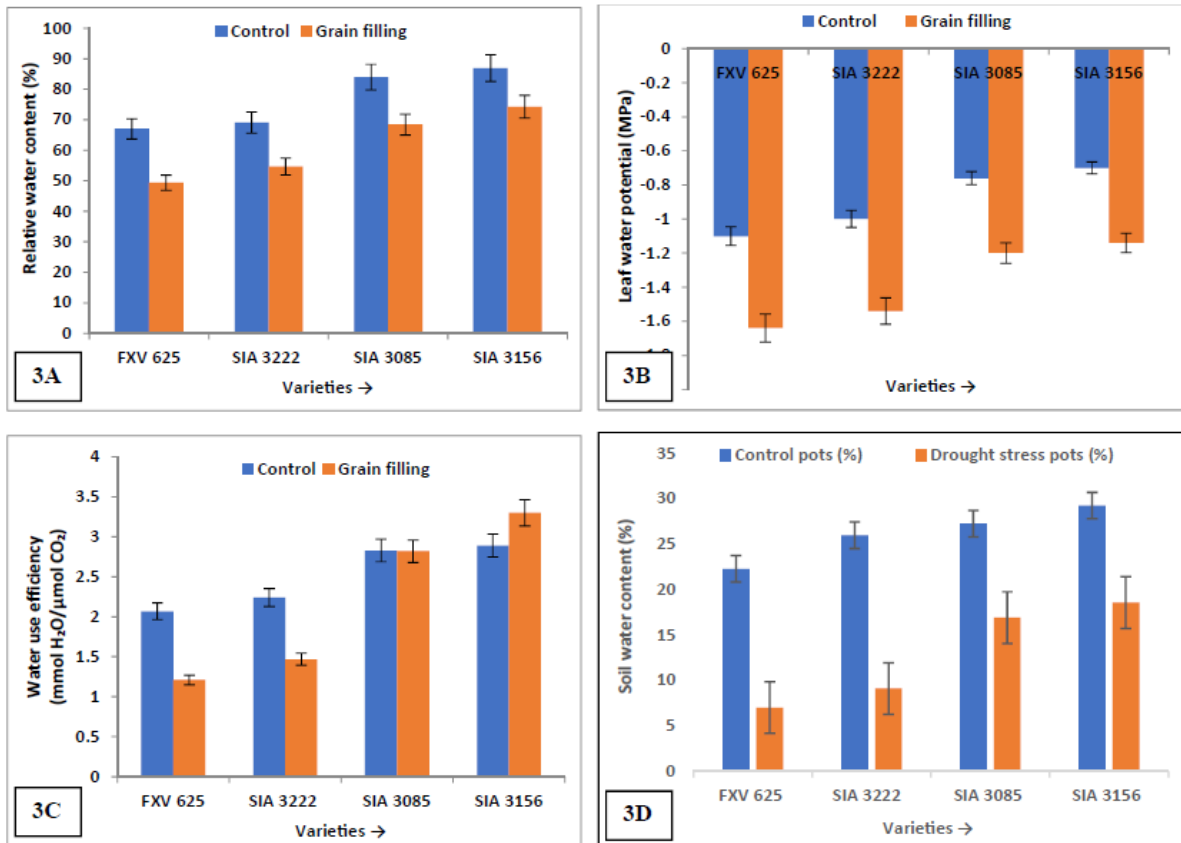 Control Grain filling
Relative water content (%)
100
90
80
70
60
50
40
30
20
10
0
FXV 625 SIA 3222 SIA 3085 SIA 3156
Varieties →
3A
Control Grain filling
Leaf water potential (MPa)
0
-0.2
-0.4
-0.6
-0.8
-1
-1.2
-1.4
-1.6
FXV 625 SIA 3222 SIA 3085 SIA 3156
Varieties →
3B
Control Grain filling
Water use efficiency
(mmol H₂O/µmol CO₂)
4
3.5
3
2.5
2
1.5
1
0.5
0
FXV 625 SIA 3222 SIA 3085 SIA 3156
Varieties →
3C
Control pots (%) Drought stress pots (%)
Soil water content (%)
35
30
25
20
15
10
5
0
FXV 625 SIA 3222 SIA 3085 SIA 3156
Varieties →
3D